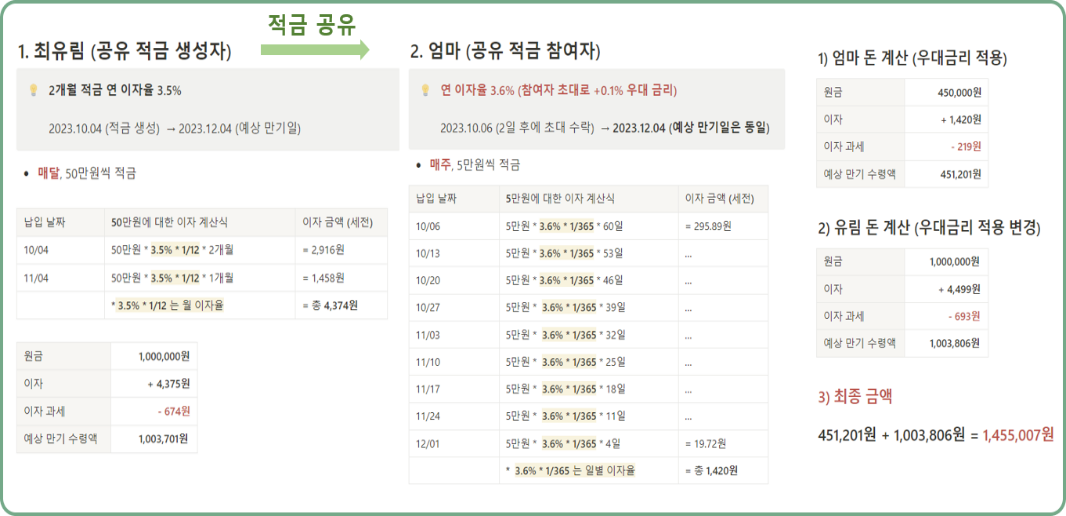 적금 공유
1. 최유림 (공유 적금 생성자)
2개월 적금 연 이자율 3.5%
2023.10.04 (적금 생성) → 2023.12.04 (예상 만기일)
• 매달, 50만원씩 적금
납입 날짜 50만원에 대한 이자 계산식 이자 금액 (세전)
10/04 50만원 * 3.5% * 1/12 * 2개월 = 2,916원
11/04 50만원 * 3.5% * 1/12 * 1개월 = 1,458원
* 3.5% * 1/12 는 월 이자율 = 총 4,374원
원금 1,000,000원
이자 + 4,375원
이자 과세 - 674원
예상 만기 수령액 1,003,701원
2. 엄마 (공유 적금 참여자)
연 이자율 3.6% (참여자 초대로 +0.1% 우대 금리)
2023.10.06 (2일 후에 초대 수락) → 2023.12.04 (예상 만기일은 동일)
• 매주, 5만원씩 적금
납입 날짜 5만원에 대한 이자 계산식 이자 금액 (세전)
10/06 5만원 * 3.6% * 1/365 * 60일 = 295.89원
10/13 5만원 * 3.6% * 1/365 * 53일 ...
10/20 5만원 * 3.6% * 1/365 * 46일 ...
10/27 5만원 * 3.6% * 1/365 * 39일 ...
11/03 5만원 * 3.6% * 1/365 * 32일 ...
11/10 5만원 * 3.6% * 1/365 * 25일 ...
11/17 5만원 * 3.6% * 1/365 * 18일 ...
11/24 5만원 * 3.6% * 1/365 * 11일 ...
12/01 5만원 * 3.6% * 1/365 * 4일 = 19.72원
* 3.6% * 1/365 는 일별 이자율 = 총 1,420원
1) 엄마 돈 계산 (우대금리 적용)
원금 450,000원
이자 + 1,420원
이자 과세 - 219원
예상 만기 수령액 451,201원
2) 유림 돈 계산 (우대금리 적용 변경)
원금 1,000,000원
이자 + 4,499원
이자 과세 - 693원
예상 만기 수령액 1,003,806원
3) 최종 금액
451,201원 + 1,003,806원 = 1,455,007원